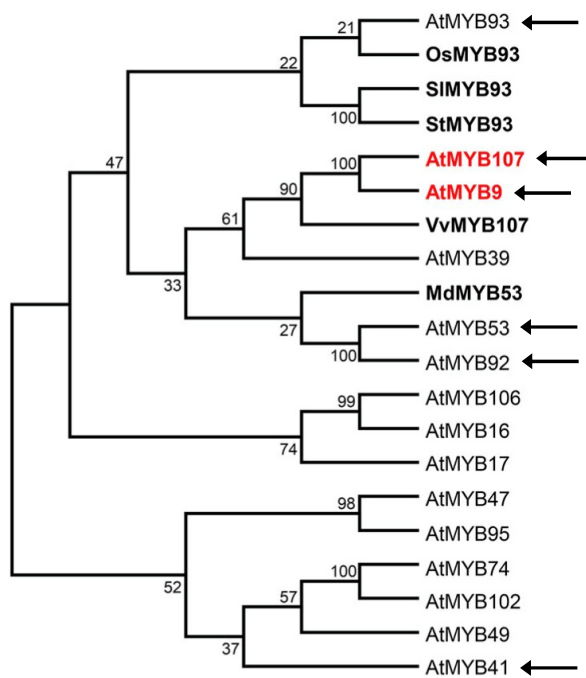 AtMYB93
21
OsMYB93
22
SlMYB93
100
StMYB93
47
AtMYB107
100
AtMYB9
90
VvMYB107
61
AtMYB39
33
MdMYB53
27
AtMYB53
100
AtMYB92
AtMYB106
99
AtMYB16
74
AtMYB17
AtMYB47
98
AtMYB95
52
AtMYB74
100
AtMYB102
57
AtMYB49
37
AtMYB41